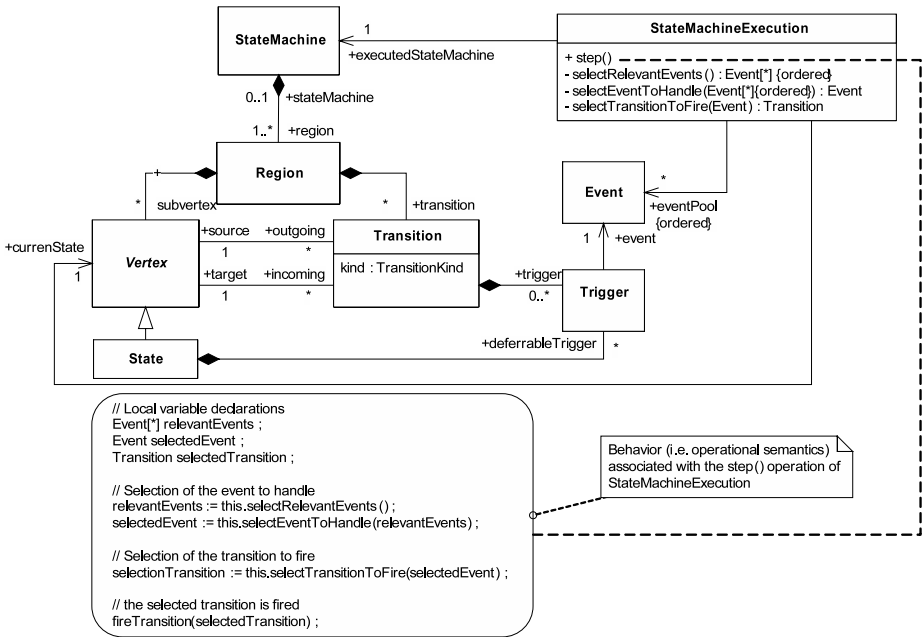 StateMachine
StateMachineExecution
1
+executedStateMachine
+ step()
- selectRelevantEvents() : Event[*] {ordered}
- selectEventToHandle(Event[*]{ordered}) : Event
- selectTransitionToFire(Event) : Transition
0..1
+stateMachine
1..*
+region
Region
+
*
subvertex
*
+transition
Event
*
+eventPool
{ordered}
1
+event
+currenState
1
Vertex
+source
1
+outgoing
*
+target
1
+incoming
*
Transition
kind : TransitionKind
+trigger
0..*
Trigger
State
+deferrableTrigger
*
// Local variable declarations
Event[*] relevantEvents ;
Event selectedEvent ;
Transition selectedTransition ;
// Selection of the event to handle
relevantEvents := this.selectRelevantEvents();
selectedEvent := this.selectEventToHandle(relevantEvents) ;
// Selection of the transition to fire
selectionTransition := this.selectTransitionToFire(selectedEvent) ;
// the selected transition is fired
fireTransition(selectedTransition) ;
Behavior (i.e. operational semantics)
associated with the step() operation of
StateMachineExecution